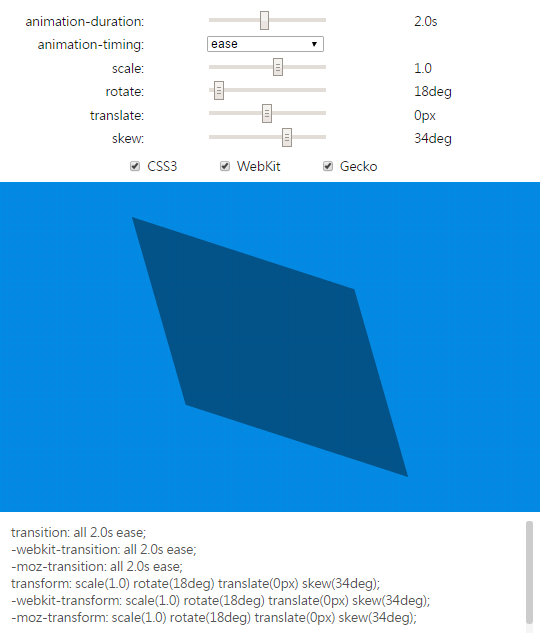 animation-duration: 2.0s
animation-timing: ease
scale: 1.0
rotate: 18deg
translate: 0px
skew: 34deg
CSS3 WebKit Gecko
transition: all 2.0s ease;
-webkit-transition: all 2.0s ease;
-moz-transition: all 2.0s ease;
transform: scale(1.0) rotate(18deg) translate(0px) skew(34deg);
-webkit-transform: scale(1.0) rotate(18deg) translate(0px) skew(34deg);
-moz-transform: scale(1.0) rotate(18deg) translate(0px) skew(34deg);